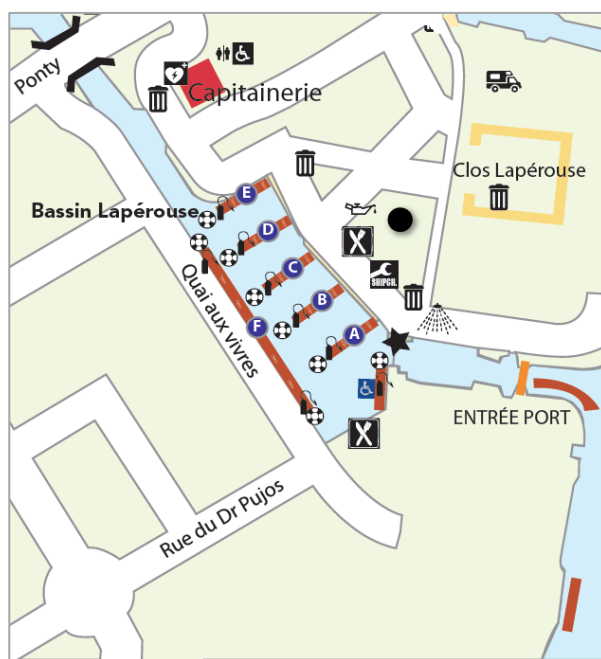 Ponty
Capitainerie
Clos Lapérouse
Bassin Lapérouse
E
D
C
B
A
F
SHIPCH.
Quai aux vivres
ENTRÉE PORT
Rue du Dr Pujos